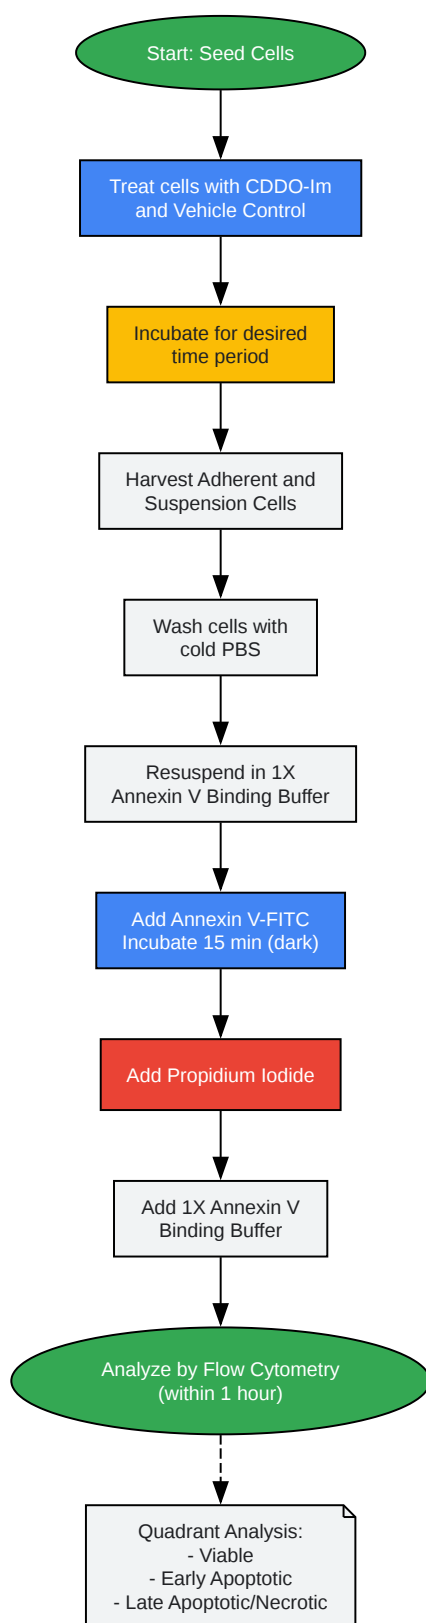 Start: Seed Cells
Treat cells with CDDO-Im
and Vehicle Control
Incubate for desired
time period
Harvest Adherent and
Suspension Cells
Wash cells with
cold PBS
Resuspend in 1X
Annexin V Binding Buffer
Add Annexin V-FITC
Incubate 15 min (dark)
Add Propidium Iodide
Add 1X Annexin V
Binding Buffer
Analyze by Flow Cytometry
(within 1 hour)
Quadrant Analysis:
- Viable
- Early Apoptotic
- Late Apoptotic/Necrotic